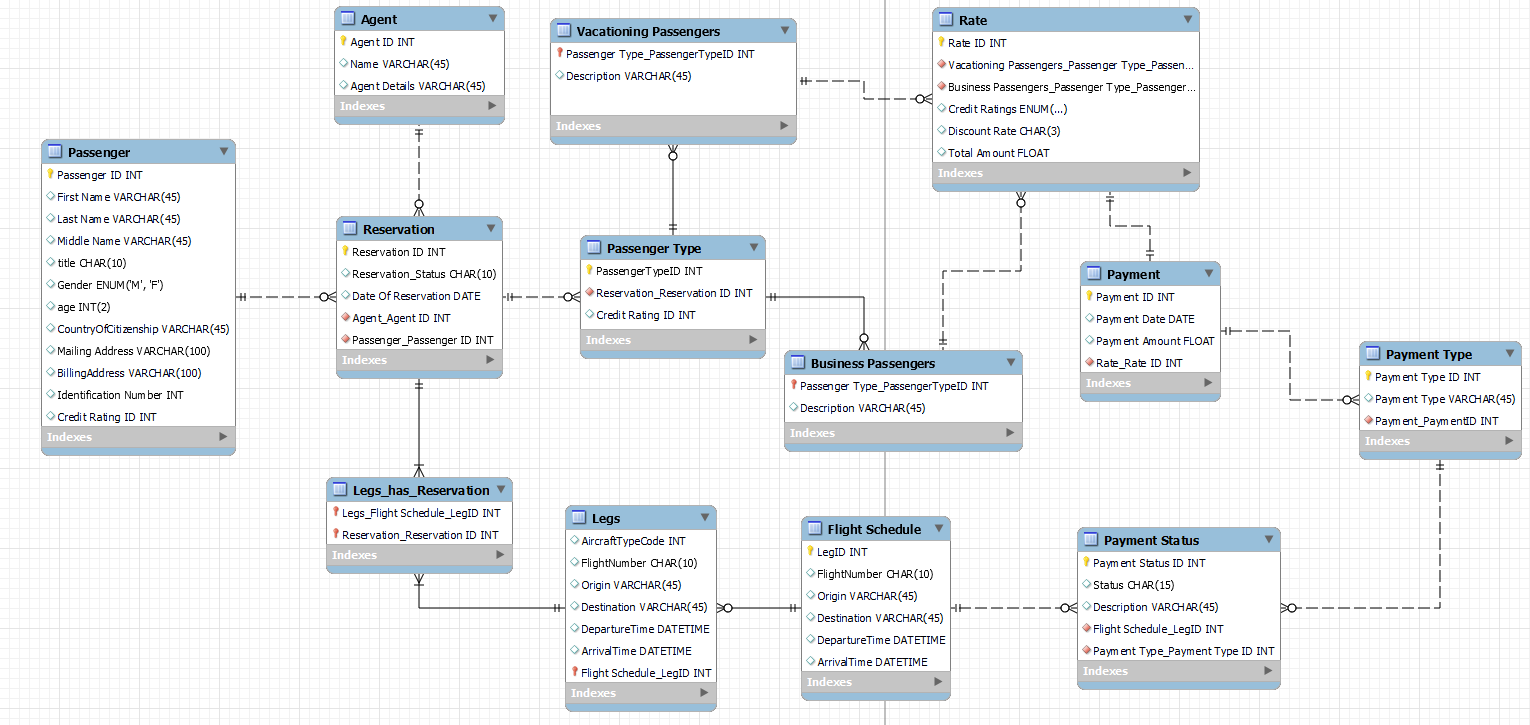 Agent
Agent ID INT
Name VARCHAR(45)
Agent Details VARCHAR(45)
Indexes
Vacationing Passengers
Passenger Type_PassengerTypeID INT
Description VARCHAR(45)
Indexes
Rate
Rate ID INT
Vacationing Passengers_Passenger Type_Passen...
Business Passengers_Passenger Type_Passenger...
Credit Ratings ENUM(...)
Discount Rate CHAR(3)
Total Amount FLOAT
Indexes
Passenger
Passenger ID INT
First Name VARCHAR(45)
Last Name VARCHAR(45)
Middle Name VARCHAR(45)
title CHAR(10)
Gender ENUM('M', 'F')
age INT(2)
CountryOfCitizenship VARCHAR(45)
Mailing Address VARCHAR(100)
BillingAddress VARCHAR(100)
Identification Number INT
Credit Rating ID INT
Indexes
Reservation
Reservation ID INT
Reservation_Status CHAR(10)
Date Of Reservation DATE
Agent_Agent ID INT
Passenger_Passenger ID INT
Indexes
Passenger Type
PassengerTypeID INT
Reservation_Reservation ID INT
Credit Rating ID INT
Indexes
Payment
Payment ID INT
Payment Date DATE
Payment Amount FLOAT
Rate_Rate ID INT
Indexes
Business Passengers
Passenger Type_PassengerTypeID INT
Description VARCHAR(45)
Indexes
Payment Type
Payment Type ID INT
Payment Type VARCHAR(45)
Payment_PaymentID INT
Indexes
Legs_has_Reservation
Legs_Flight Schedule_LegID INT
Reservation_Reservation ID INT
Indexes
Legs
AircraftTypeCode INT
FlightNumber CHAR(10)
Origin VARCHAR(45)
Destination VARCHAR(45)
DepartureTime DATETIME
ArrivalTime DATETIME
Flight Schedule_LegID INT
Indexes
Flight Schedule
LegID INT
FlightNumber CHAR(10)
Origin VARCHAR(45)
Destination VARCHAR(45)
DepartureTime DATETIME
ArrivalTime DATETIME
Indexes
Payment Status
Payment Status ID INT
Status CHAR(15)
Description VARCHAR(45)
Flight Schedule_LegID INT
Payment Type_Payment Type ID INT
Indexes